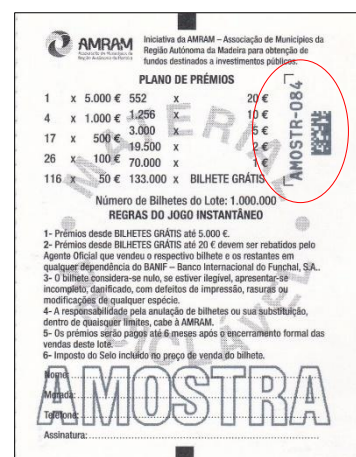 AMRAM
Associação de Municípios da
Região Autónoma da Madeira
Iniciativa da AMRAM – Associação de Municípios da
Região Autónoma da Madeira para obtenção de
fundos destinados a investimentos públicos.
PLANO DE PRÉMIOS
1 x 5.000 € 552 x 20 €
4 x 1.000 € 1.256 x 10 €
17 x 500 € 3.000 x 5 €
19.500 x 2 €
26 x 100 € 70.000 x 1 €
116 x 50 € 133.000 x BILHETE GRÁTIS
AMOSTR-084
Número de Bilhetes do Lote: 1.000.000
REGRAS DO JOGO INSTANTÂNEO
1- Prémios desde BILHETES GRÁTIS até 5.000 €.
2- Prémios desde BILHETES GRÁTIS até 20 € devem ser rebatidos pelo
Agente Oficial que vendeu o respectivo bilhete e os restantes em
qualquer dependência do BANIF – Banco Internacional do Funchal, S.A..
3- O bilhete considera-se nulo, se estiver ilegível, apresentar-se
incompleto, danificado, com defeitos de impressão, rasuras ou
modificações de qualquer espécie.
4- A responsabilidade pela anulação de bilhetes ou sua substituição,
dentro de quaisquer limites, cabe à AMRAM.
5- Os prémios serão pagos até 6 meses após o encerramento formal das
vendas deste lote.
6- Imposto do Selo incluído no preço de venda do bilhete.
Nome:
Morada:
Telefone:
Assinatura:
AMOSTRA
MATERIAL
RECICLÁVEL